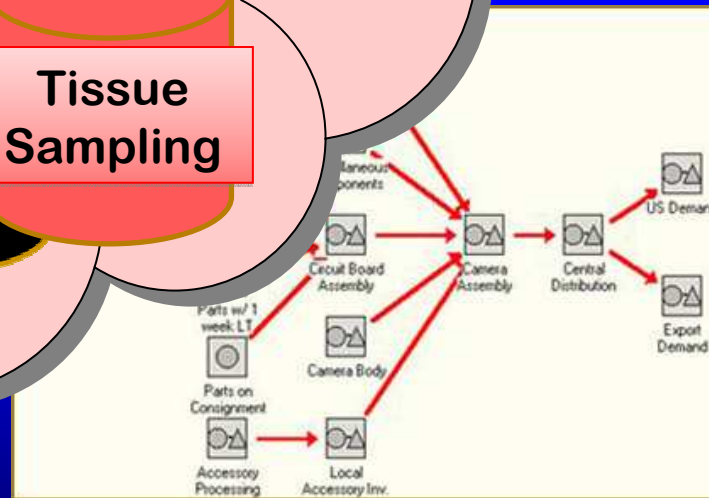 Tissue
Sampling
US
Circuit Board
Assembly
Camera
Assembly
Central
Distribution
Parts w/ 1
week LT
Camera Body
Export
Demand
Parts on
Consignment
Accessory
Processing
Local
Accessory Inv.